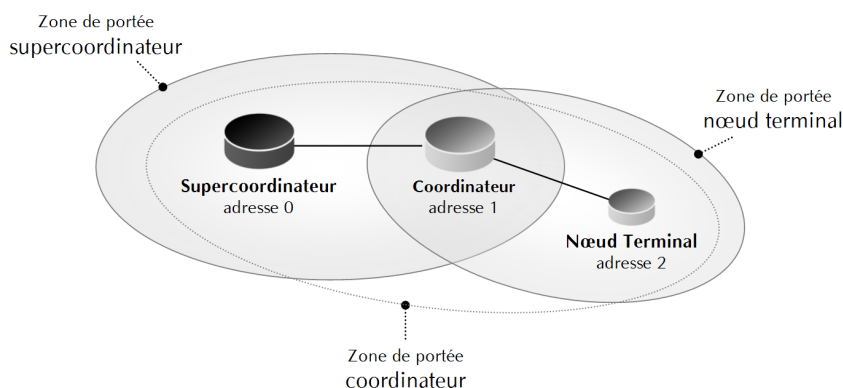 Zone de portée
supercoordinateur
Zone de portée
nœud terminal
Supercoordinateur
adresse 0
Coordinateur
adresse 1
Nœud Terminal
adresse 2
Zone de portée
coordinateur